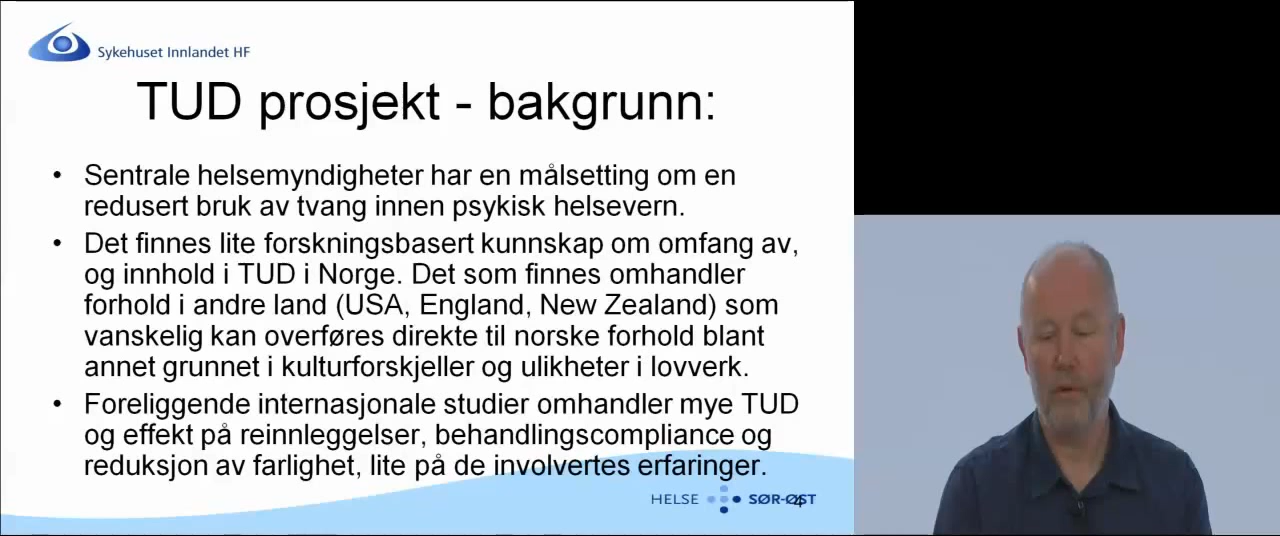 Sykehuset Innlandet HF
TUD prosjekt - bakgrunn:
• Sentrale helsemyndigheter har en målsetting om en
redusert bruk av tvang innen psykisk helsevern.
• Det finnes lite forskningsbasert kunnskap om omfang av,
og innhold i TUD i Norge. Det som finnes omhandler
forhold i andre land (USA, England, New Zealand) som
vanskelig kan overføres direkte til norske forhold blant
annet grunnet i kulturforskjeller og ulikheter i lovverk.
• Foreliggende internasjonale studier omhandler mye TUD
og effekt på reinnleggelser, behandlingscompliance og
reduksjon av farlighet, lite på de involvertes erfaringer.
HELSE SØR-ØST
4